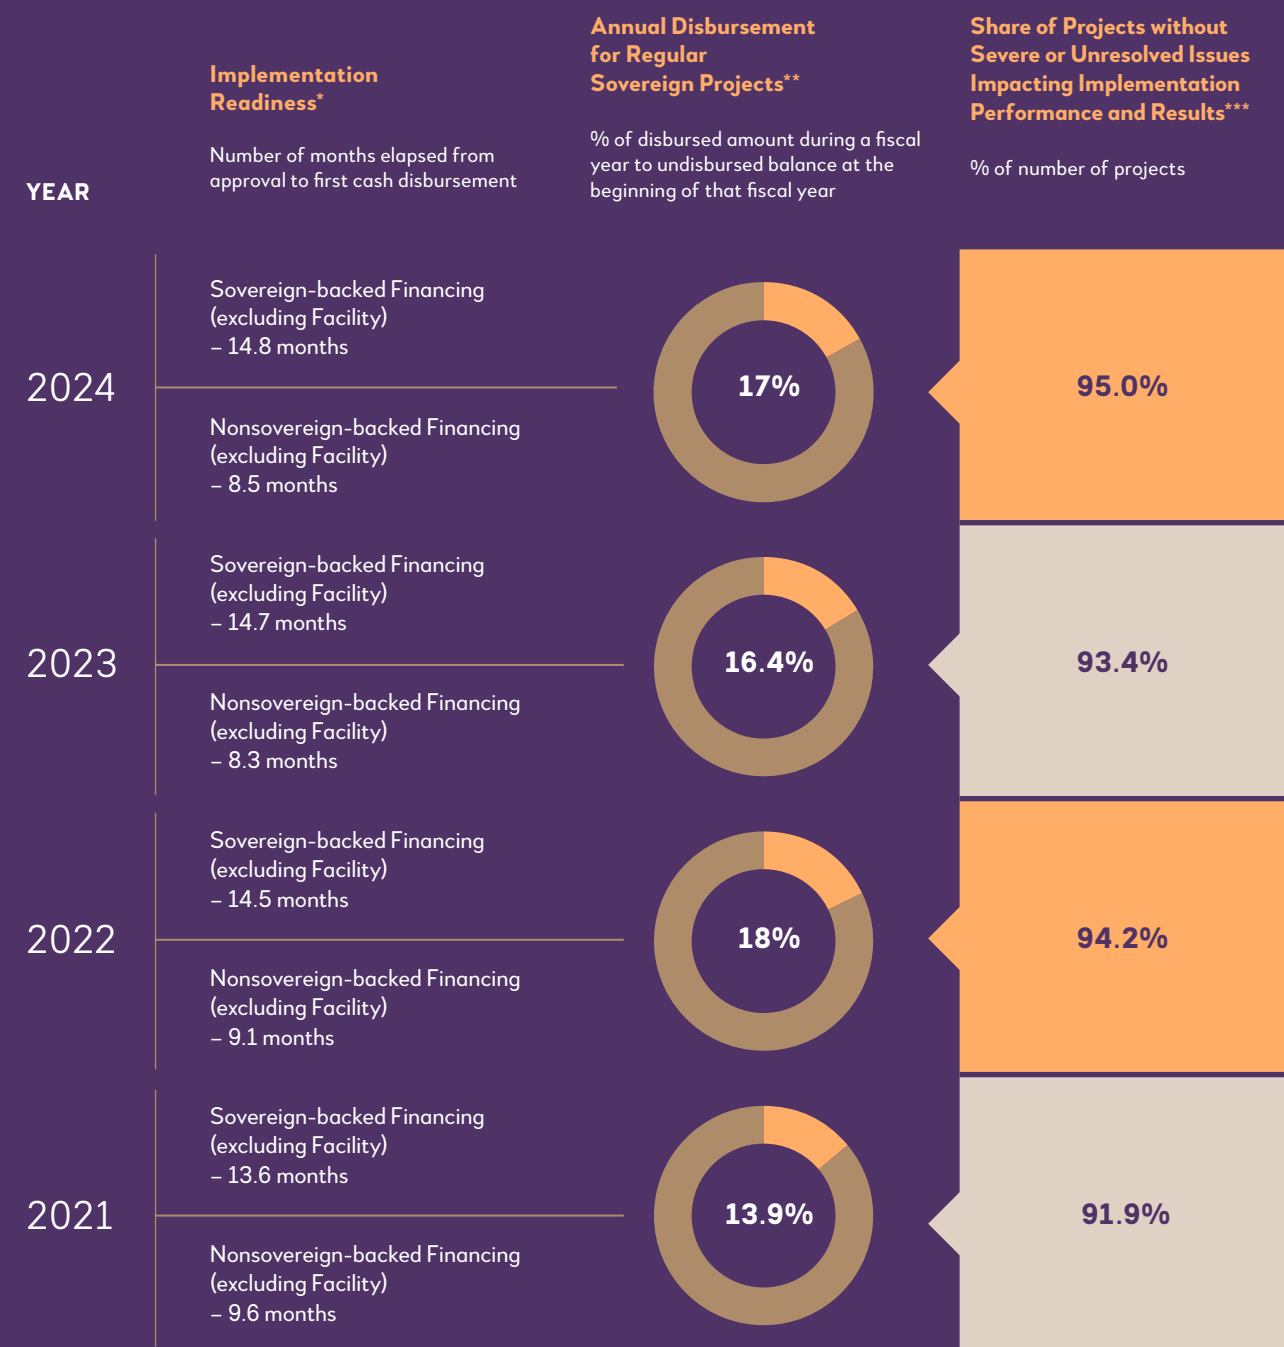 YEAR
Implementation
Readiness*
Number of months elapsed from
approval to first cash disbursement
Annual Disbursement
for Regular
Sovereign Projects**
% of disbursed amount during a fiscal
year to undisbursed balance at the
beginning of that fiscal year
Share of Projects without
Severe or Unresolved Issues
Impacting Implementation
Performance and Results***
% of number of projects
2024
Sovereign-backed Financing
(excluding Facility)
– 14.8 months
Nonsovereign-backed Financing
(excluding Facility)
– 8.5 months
17%
95.0%
2023
Sovereign-backed Financing
(excluding Facility)
– 14.7 months
Nonsovereign-backed Financing
(excluding Facility)
– 8.3 months
16.4%
93.4%
2022
Sovereign-backed Financing
(excluding Facility)
– 14.5 months
Nonsovereign-backed Financing
(excluding Facility)
– 9.1 months
18%
94.2%
2021
Sovereign-backed Financing
(excluding Facility)
– 13.6 months
Nonsovereign-backed Financing
(excluding Facility)
– 9.6 months
13.9%
91.9%